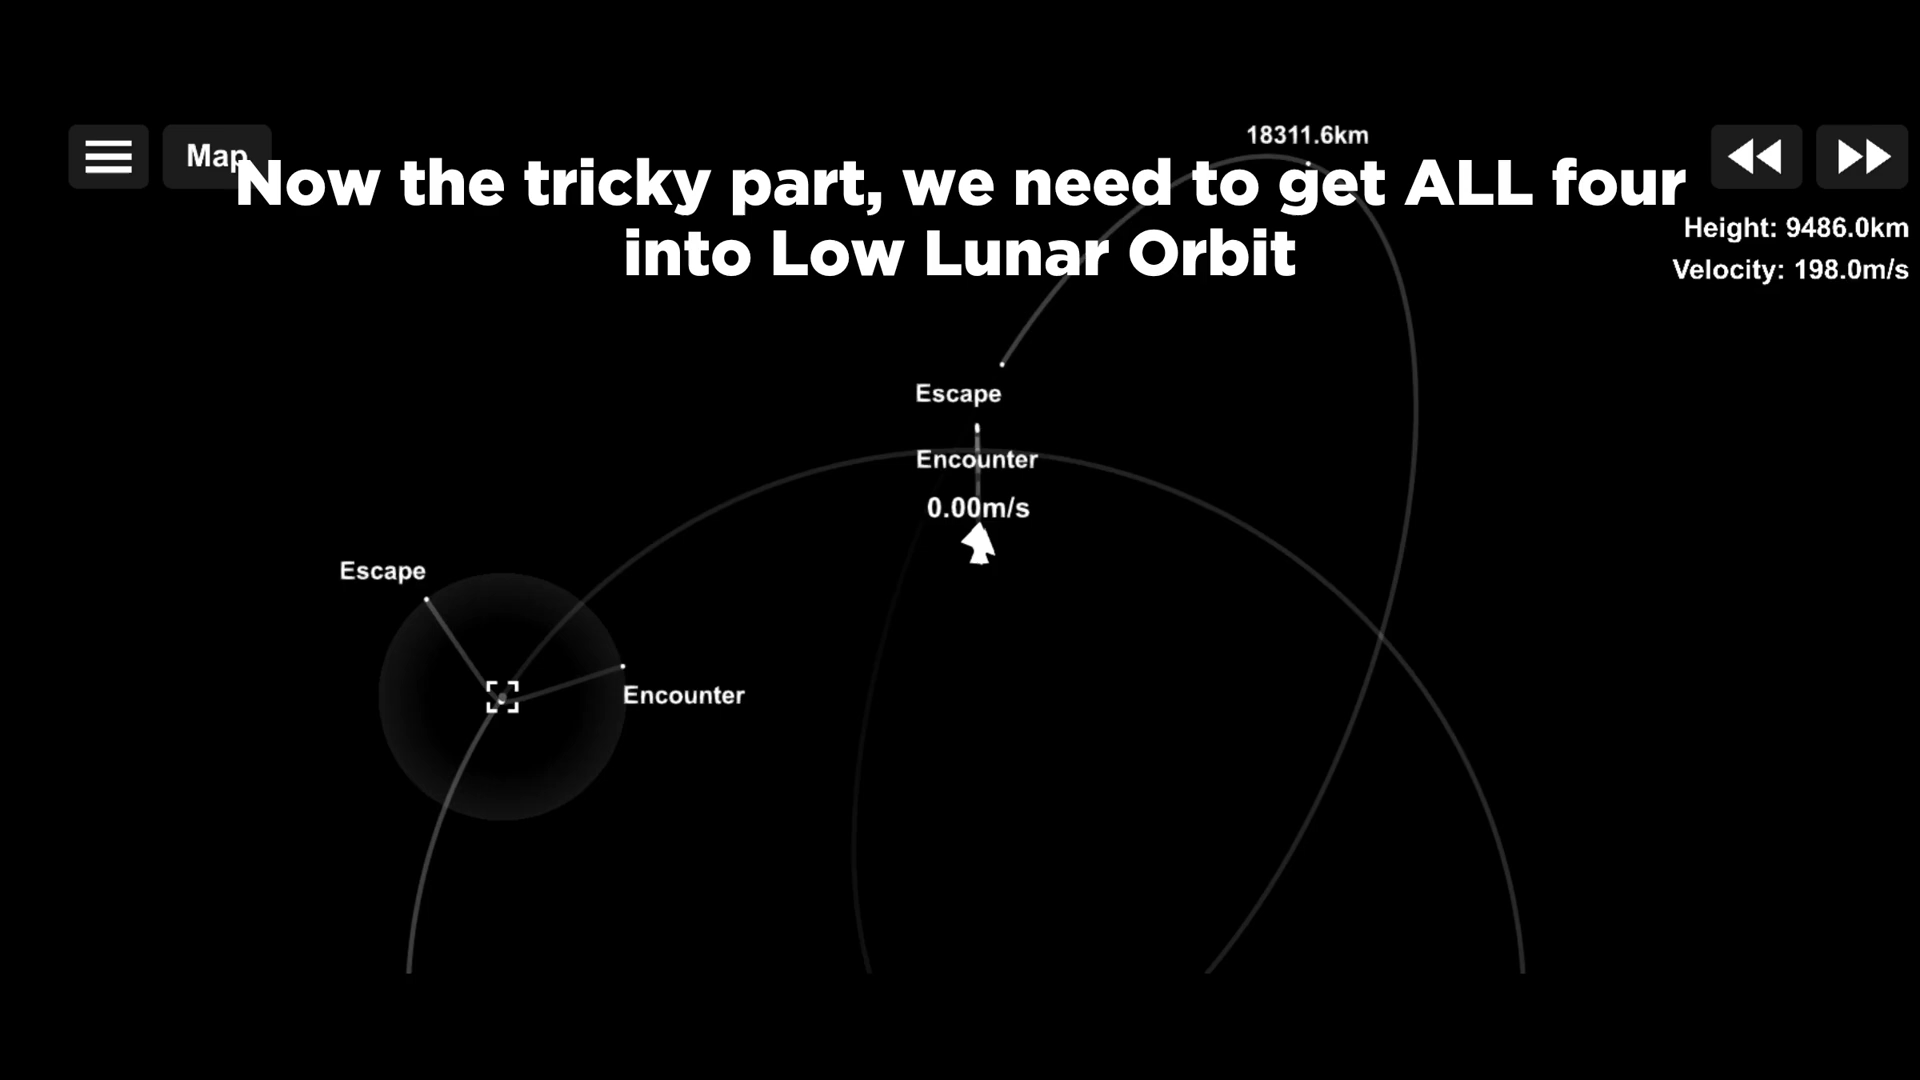 18311.6km
Map
Now the tricky part, we need to get ALL four
into Low Lunar Orbit
Height: 9486.0km
Velocity: 198.0m/s
Escape
Encounter
0.00m/s
Escape
Encounter